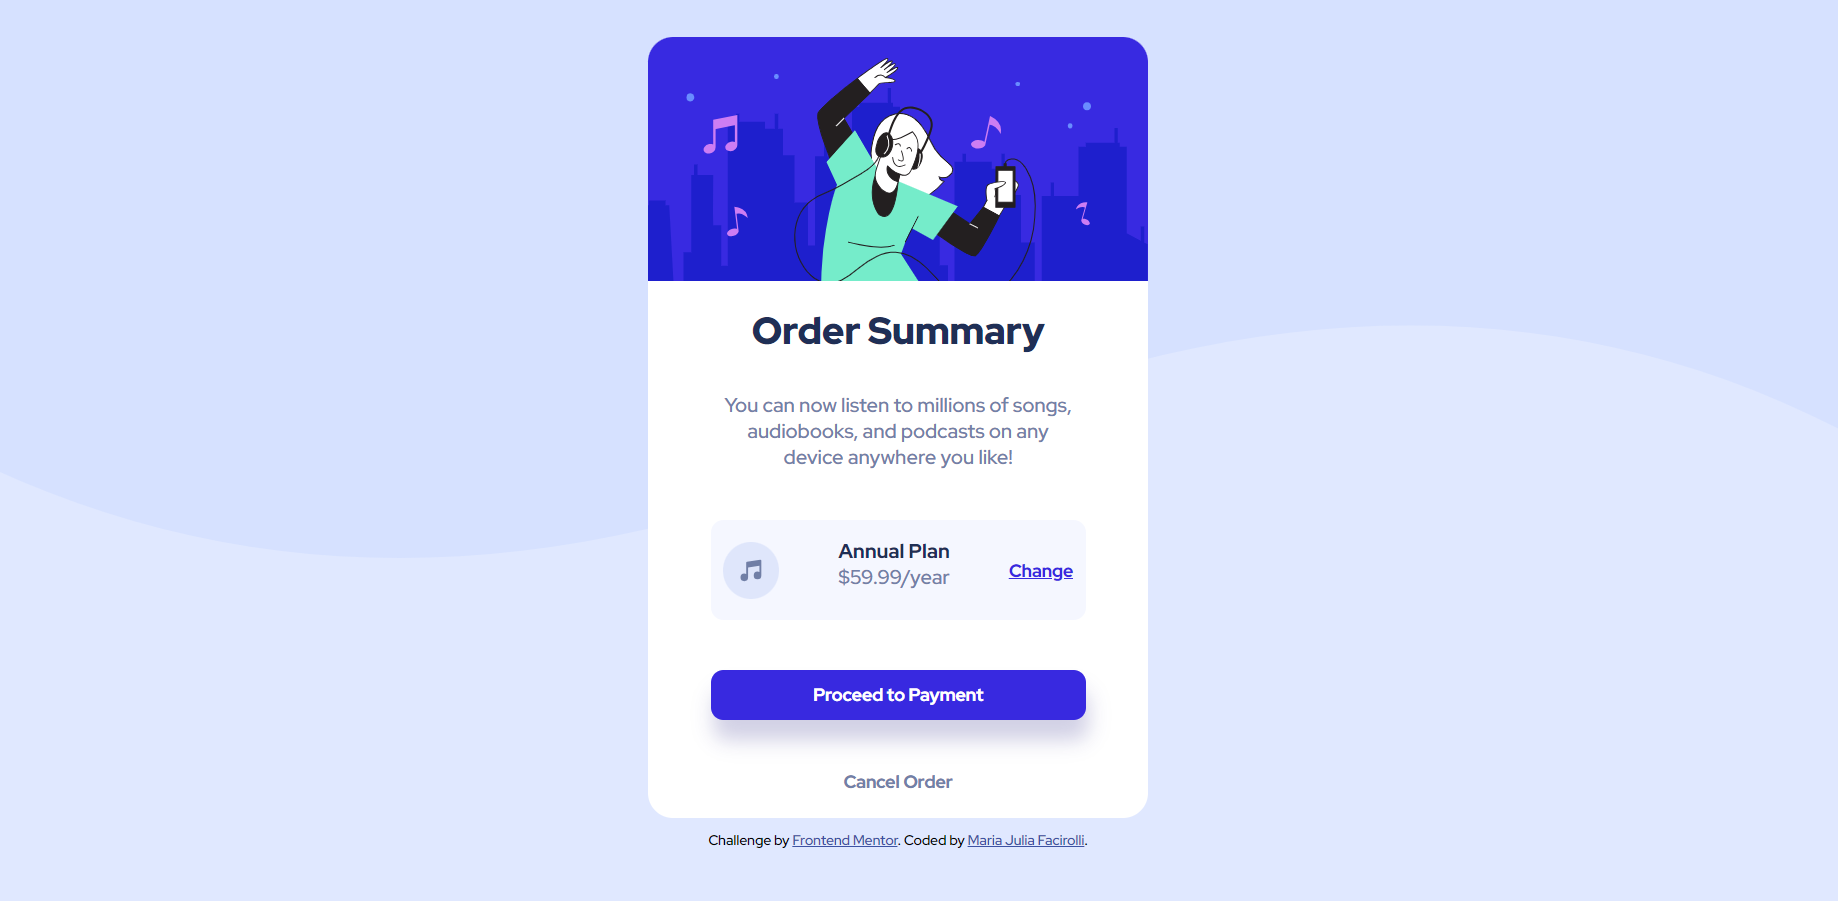 Order Summary
You can now listen to millions of songs,
audiobooks, and podcasts on any
device anywhere you like!
Annual Plan
$59.99/year
Change
Proceed to Payment
Cancel Order
Challenge by Frontend Mentor. Coded by Maria Julia Facirolli.